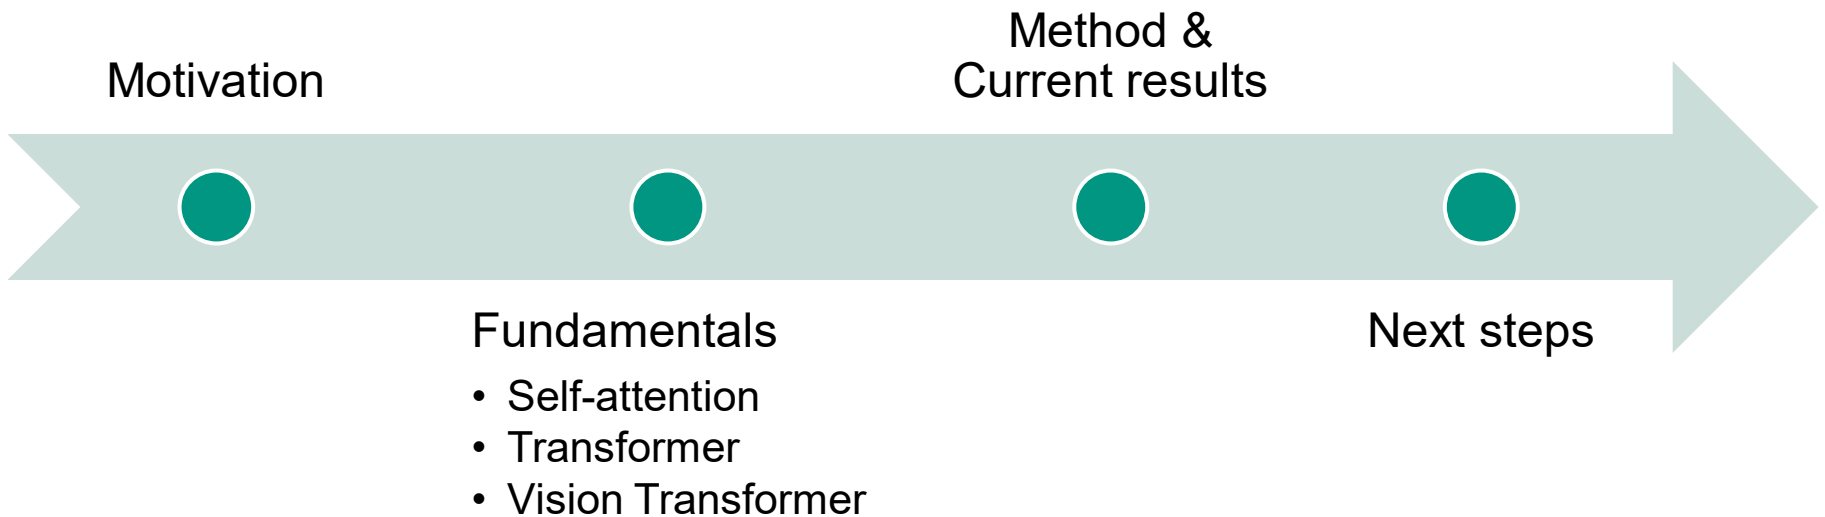 Motivation
Fundamentals
• Self-attention
• Transformer
• Vision Transformer
Method &
Current results
Next steps